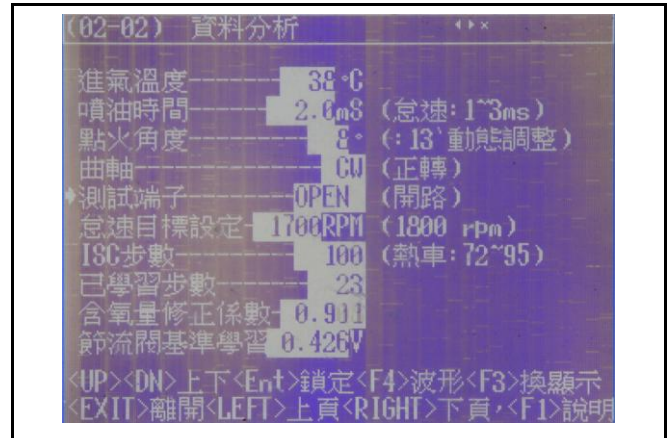 (02-02) 資料分析 ◂▸×
進氣溫度--------38℃
噴油時間-------2.0mS (怠速:1~3ms)
點火角度----------8° (:13`動態調整)
曲軸------------CW (正轉)
➧測試端子-------OPEN (開路)
怠速目標設定-1700RPM (1800 rpm)
ISC步數---------100 (熱車:72~95)
已學習步數--------23
含氧量修正係數-0.911
節流閥基準學習 0.426V
<UP><DN>上下<Ent>鎖定<F4>波形<F3>換顯示
<EXIT>離開<LEFT>上頁<RIGHT>下頁,<F1>說明